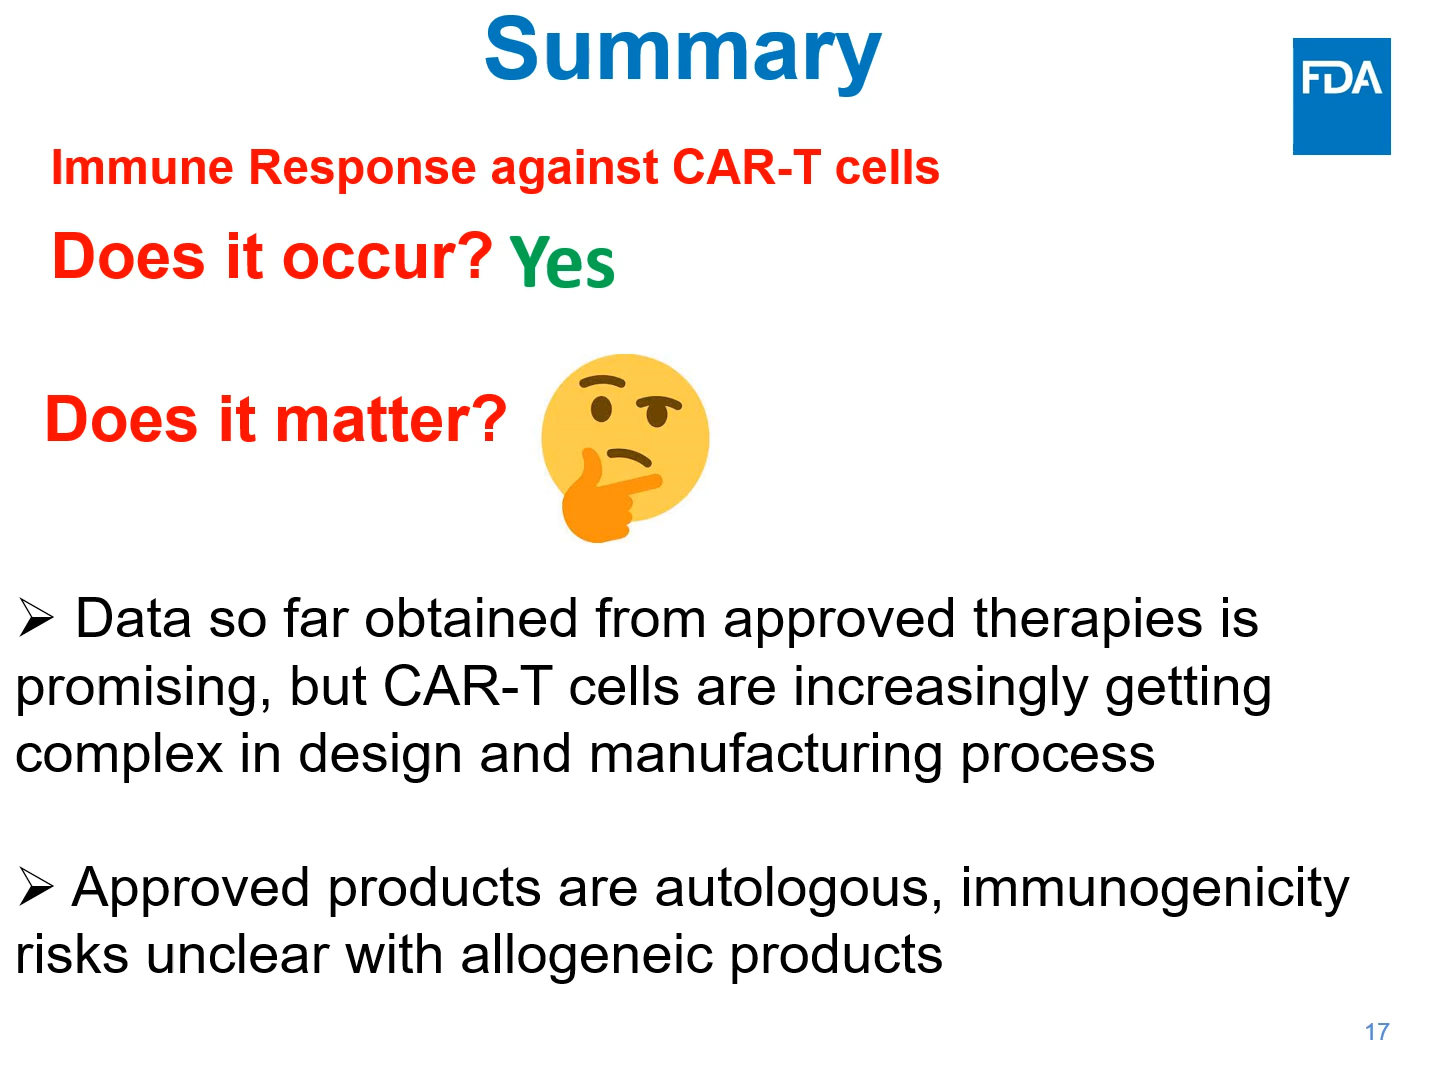 Summary
FDA
Immune Response against CAR-T cells
Does it occur? Yes
Does it matter?
➢ Data so far obtained from approved therapies is
promising, but CAR-T cells are increasingly getting
complex in design and manufacturing process
➢ Approved products are autologous, immunogenicity
risks unclear with allogeneic products
17